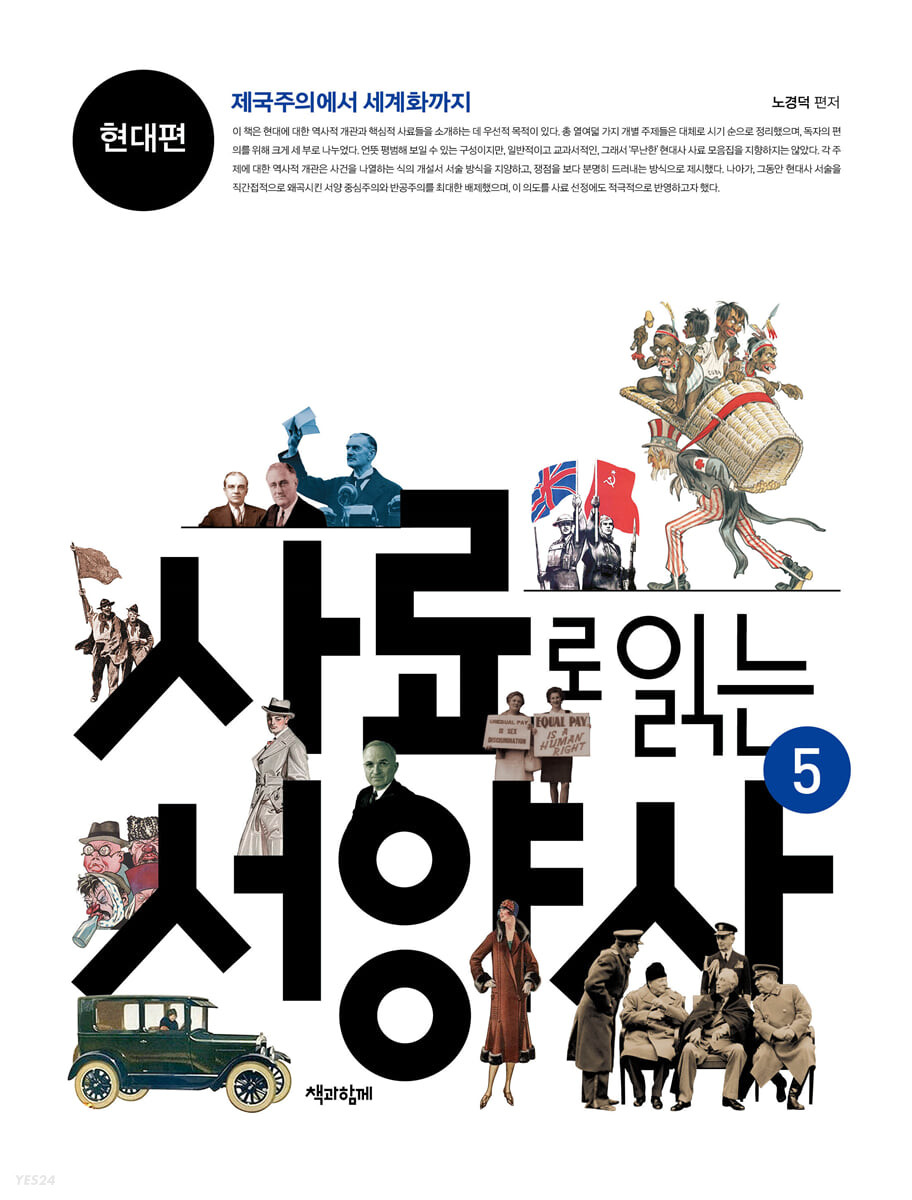 현대편
제국주의에서 세계화까지
노경덕 편저
이 책은 현대에 대한 역사적 개관과 핵심적 사료들을 소개하는 데 우선적 목적이 있다. 총 열여덟 가지 개별 주제들은 대체로 시기 순으로 정리했으며, 독자의 편
의를 위해 크게 세 부로 나누었다. 언뜻 평범해 보일 수 있는 구성이지만, 일반적이고 교과서적인, 그래서 '무난한' 현대사 사료 모음집을 지향하지는 않았다. 각 주
제에 대한 역사적 개관은 사건을 나열하는 식의 개설서 서술 방식을 지양하고, 쟁점을 보다 분명히 드러내는 방식으로 제시했다. 나아가, 그동안 현대사 서술을
직간접적으로 왜곡시킨 서양 중심주의와 반공주의를 최대한 배제했으며, 이 의도를 사료 선정에도 적극적으로 반영하고자 했다.
CUBA
사료로 읽는
UNEQUAL PAY
IS SEX
DISCRIMINATION
EQUAL PAY
IS A
HUMAN
RIGHT
5
서양사
책과함께
YES24